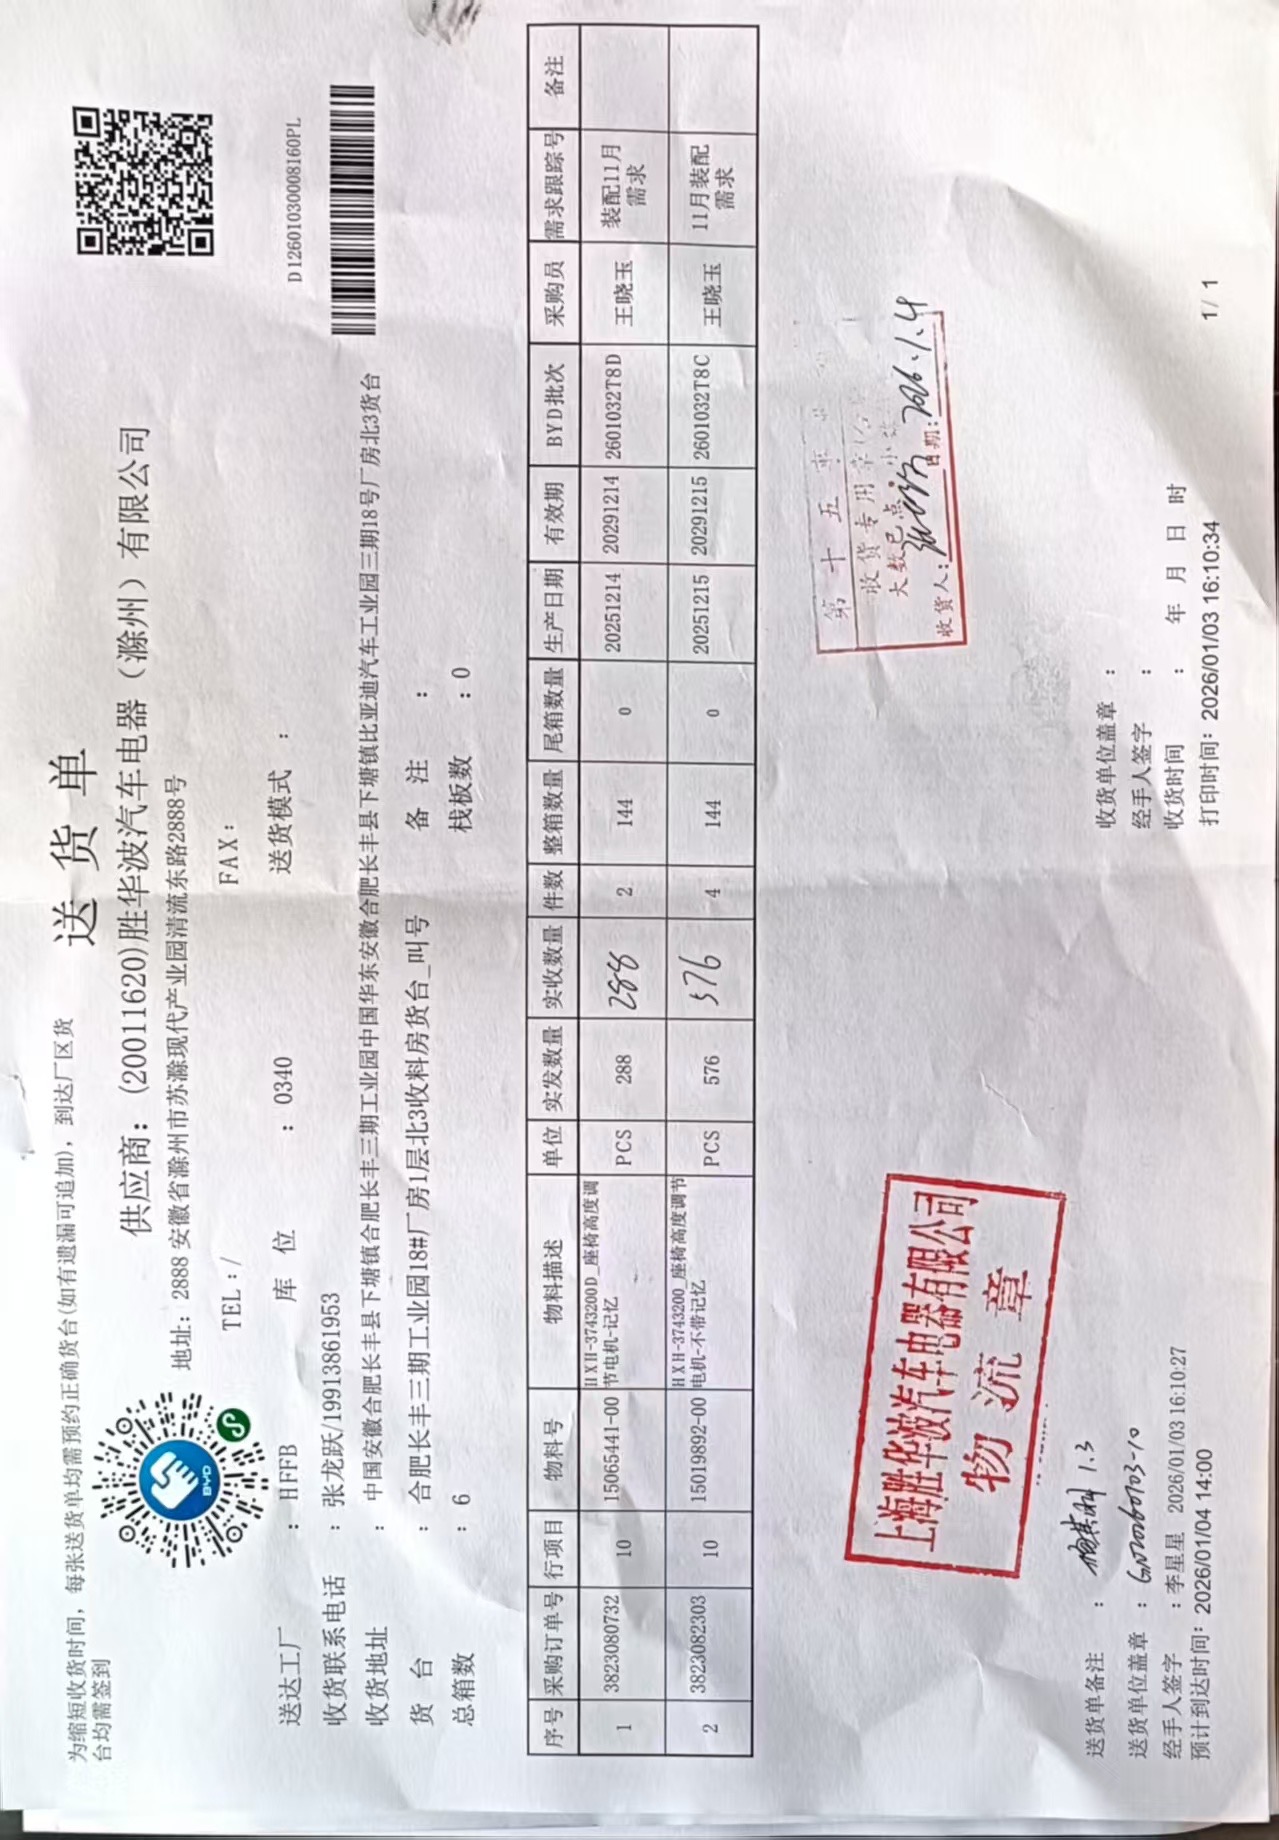 为缩短收货时间，每张送货单均需预约正确货台(如有遗漏可追加)，到达厂区货
台均需签到
送 货 单
供应商：(20011620)胜华波汽车电器（滁州）有限公司
地址：2888 安徽省滁州市苏滁现代产业园清流东路2888号
TEL：/ FAX：
BYD
D12601030008160PL
送达工厂 ：HFFB 库 位 ：0340 送货模式 ：
收货联系电话 ：张龙跃/19913861953
收货地址 ：中国安徽合肥长丰县下塘镇合肥长丰三期工业园中国华东安徽合肥长丰县下塘镇比亚迪汽车工业园三期18号厂房北3货台
货 台 ：合肥长丰三期工业园18#厂房1层北3收料房货台_叫号 备 注 ：
总箱数 ：6 栈板数 ：0
序号 采购订单号 行项目 物料号 物料描述 单位 实发数量 实收数量 件数 整箱数量 尾箱数量 生产日期 有效期 BYD批次 采购员 需求跟踪号 备注
1 3823080732 10 15065441-00 HXH-3743200D_座椅高度调节电机-记忆 PCS 288 288 2 144 0 20251214 20291214 2601032T8D 王晓玉 装配11月需求
2 3823082303 10 15019892-00 HXH-3743200_座椅高度调节电机-不带记忆 PCS 576 576 4 144 0 20251215 20291215 2601032T8C 王晓玉 11月装配需求
上海胜华波汽车电器有限公司
物 流 章
第 十 五 事 业
收货专用章
大数已点
收货人： 日期：2026.1.4
送货单备注 ： 1.3
送货单位盖章 ：
经手人签字 ：李星星 2026/01/03 16:10:27
预计到达时间：2026/01/04 14:00
收货单位盖章 ：
经手人签字 ：
收货时间 ： 年 月 日 时
打印时间：2026/01/03 16:10:34
1/ 1